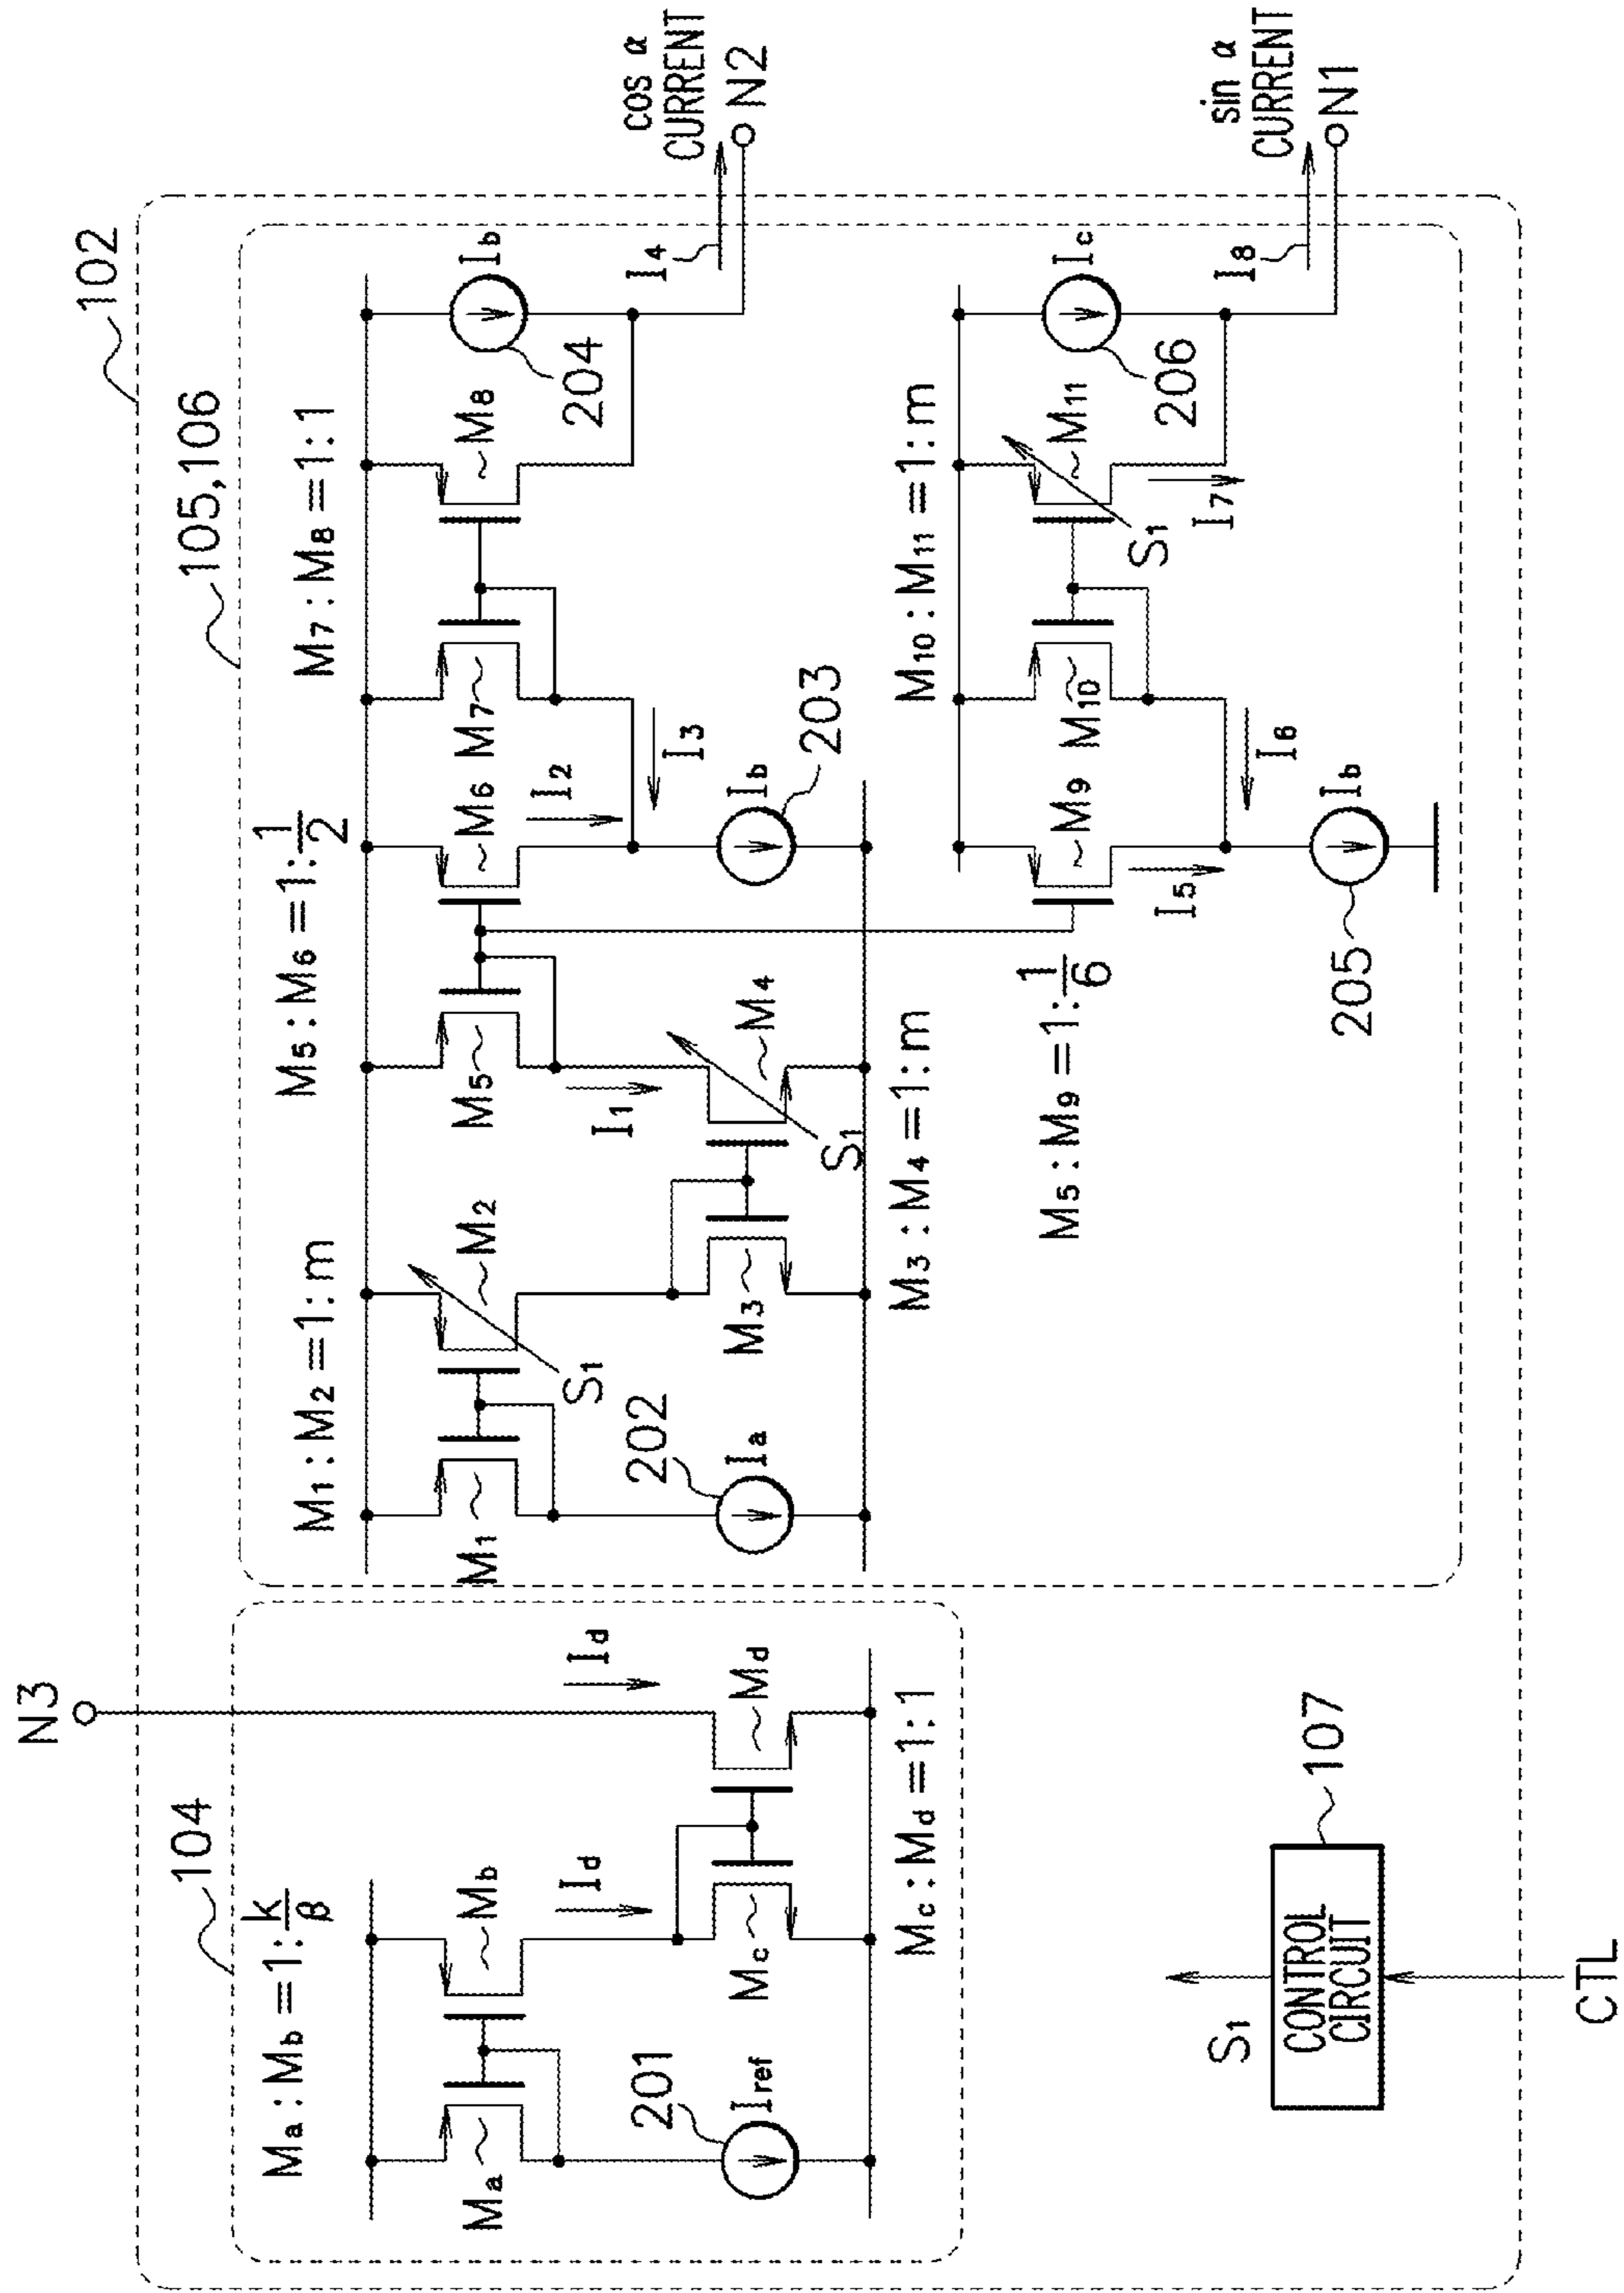 102
105,106
104
N3
Ma:Mb=1:k/β
Ma
Mb
Id
Id
201
Iref
Mc
Md
Mc:Md=1:1
S1
CONTROL
CIRCUIT
107
CTL
M1:M2=1:m
M1
M2
S1
202
Ia
M3
M4
S1
M3:M4=1:m
M5:M6=1:1/2
M5
I1
M6
I2
M7:M8=1:1
M7
M8
I3
Ib
203
Ib
204
I4
cos α
CURRENT
N2
M5:M9=1:1/6
M9
I5
Ib
205
M10:M11=1:m
M10
M11
S1
I6
I7
Ic
206
I8
sin α
CURRENT
N1